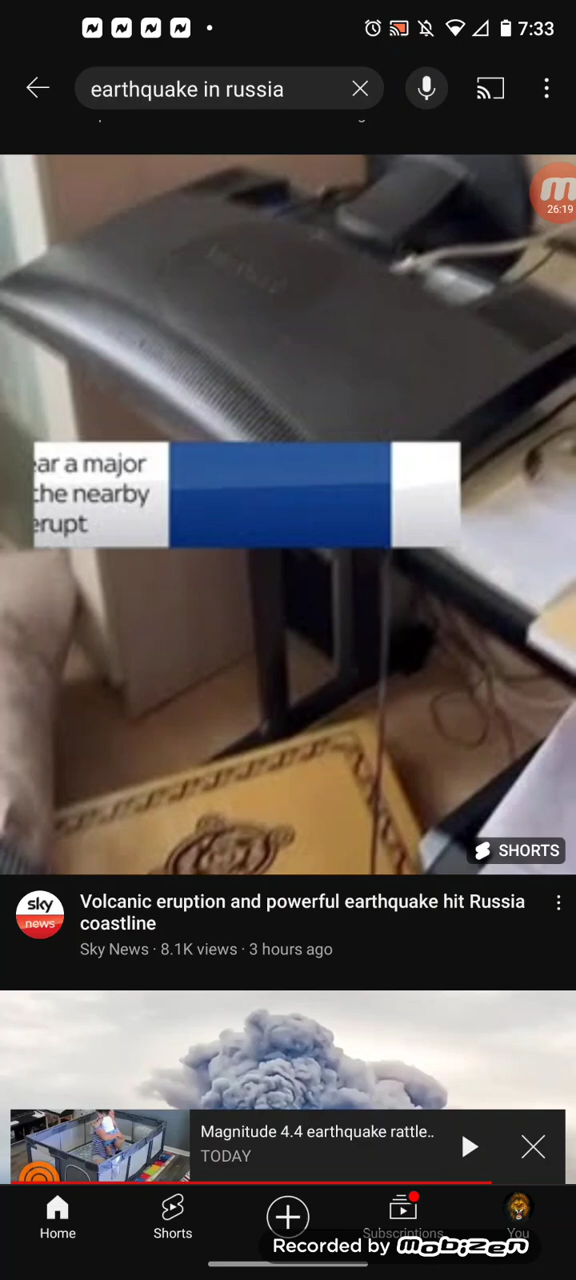 7:33
earthquake in russia
26:19
ar a major
the nearby
erupt
SHORTS
sky
news
Volcanic eruption and powerful earthquake hit Russia
coastline
Sky News · 8.1K views · 3 hours ago
Magnitude 4.4 earthquake rattle..
TODAY
Home
Shorts
Subscriptions
You
Recorded by mobizen